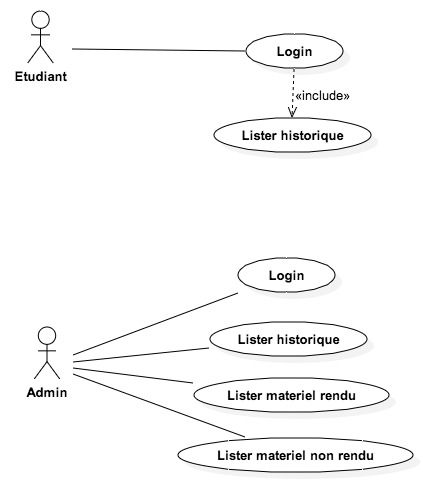 Login
Etudiant
«include»
Lister historique
Login
Lister historique
Admin
Lister materiel rendu
Lister materiel non rendu